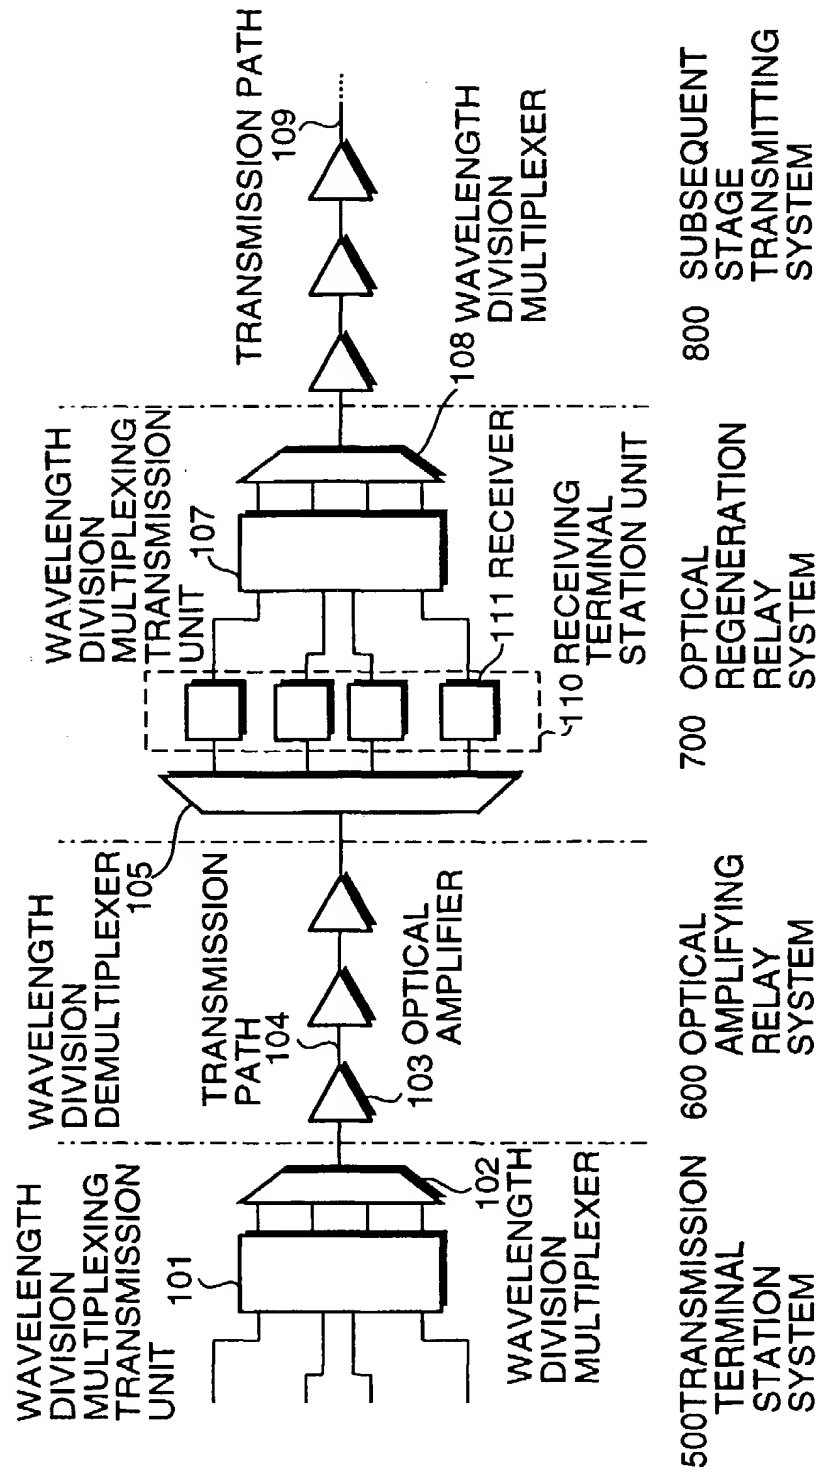 WAVELENGTH
DIVISION
MULTIPLEXING
TRANSMISSION
UNIT
101
102
WAVELENGTH
DIVISION
MULTIPLEXER
500 TRANSMISSION
TERMINAL
STATION
SYSTEM
WAVELENGTH
DIVISION
DEMULTIPLEXER
105
TRANSMISSION
PATH
104
103 OPTICAL
AMPLIFIER
600 OPTICAL
AMPLIFYING
RELAY
SYSTEM
WAVELENGTH
DIVISION
MULTIPLEXING
TRANSMISSION
UNIT
107
111 RECEIVER
110 RECEIVING
TERMINAL
STATION UNIT
700 OPTICAL
REGENERATION
RELAY
SYSTEM
TRANSMISSION PATH
109
108 WAVELENGTH
DIVISION
MULTIPLEXER
800 SUBSEQUENT
STAGE
TRANSMITTING
SYSTEM